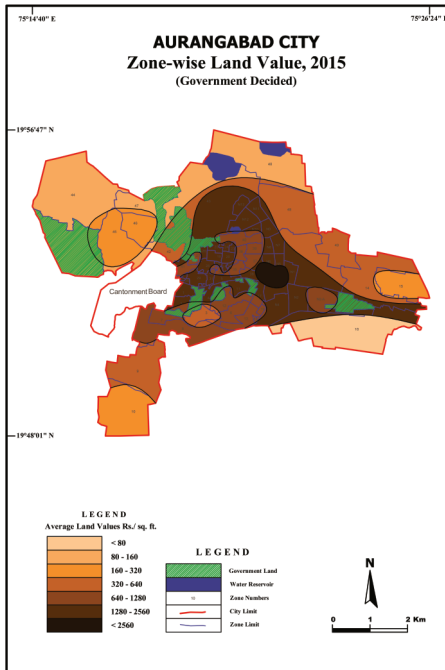 75°14'40" E
75°26'24" E
AURANGABAD CITY
Zone-wise Land Value, 2015
(Government Decided)
19°56'47" N
Cantonment Board
19°48'01" N
LEGEND
Average Land Values Rs./ sq. ft.
< 80
80 - 160
160 - 320
320 - 640
640 - 1280
1280 - 2560
< 2560
LEGEND
Government Land
Water Reservoir
Zone Numbers
City Limit
Zone Limit
N
0 1 2 Km